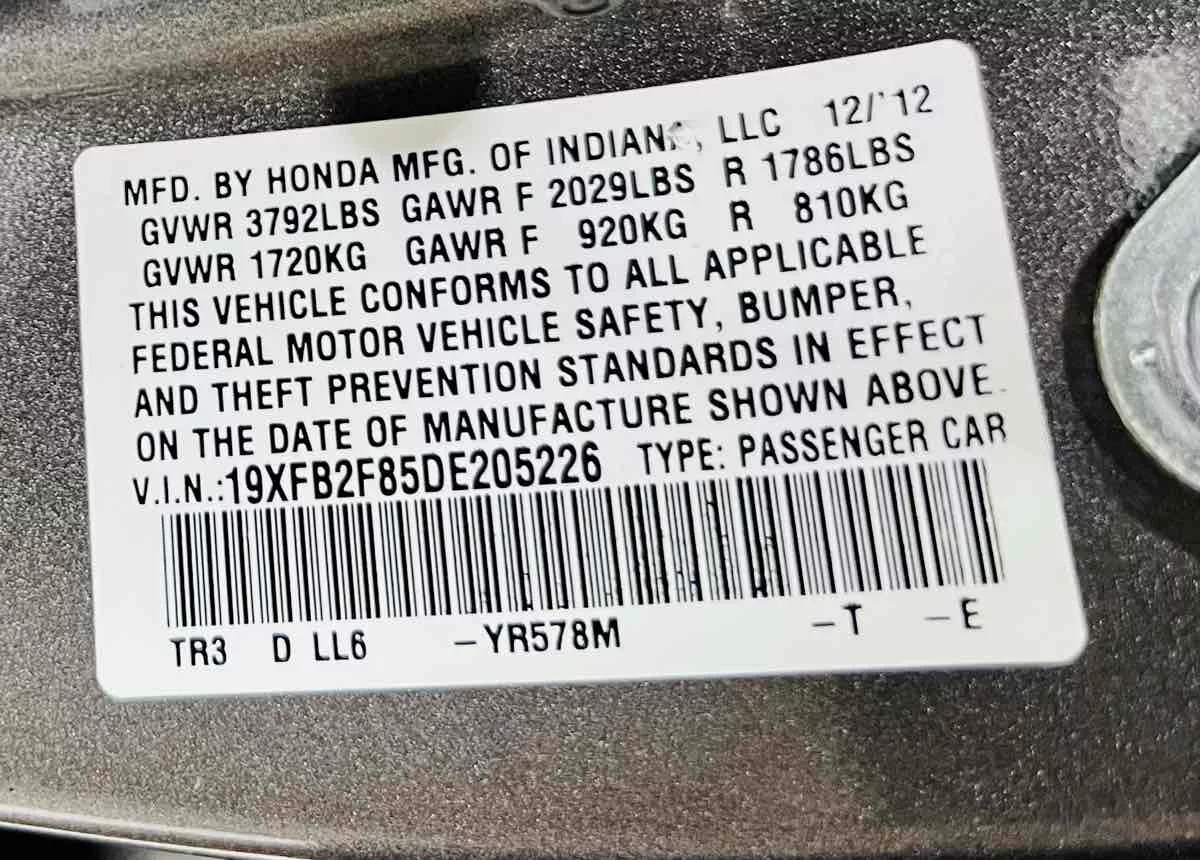 MFD. BY HONDA MFG. OF INDIANA, LLC 12/'12
GVWR 3792LBS GAWR F 2029LBS R 1786LBS
GVWR 1720KG GAWR F 920KG R 810KG
THIS VEHICLE CONFORMS TO ALL APPLICABLE
FEDERAL MOTOR VEHICLE SAFETY, BUMPER,
AND THEFT PREVENTION STANDARDS IN EFFECT
ON THE DATE OF MANUFACTURE SHOWN ABOVE.
V.I.N.:19XFB2F85DE205226 TYPE: PASSENGER CAR
TR3 D LL6 -YR578M -T -E